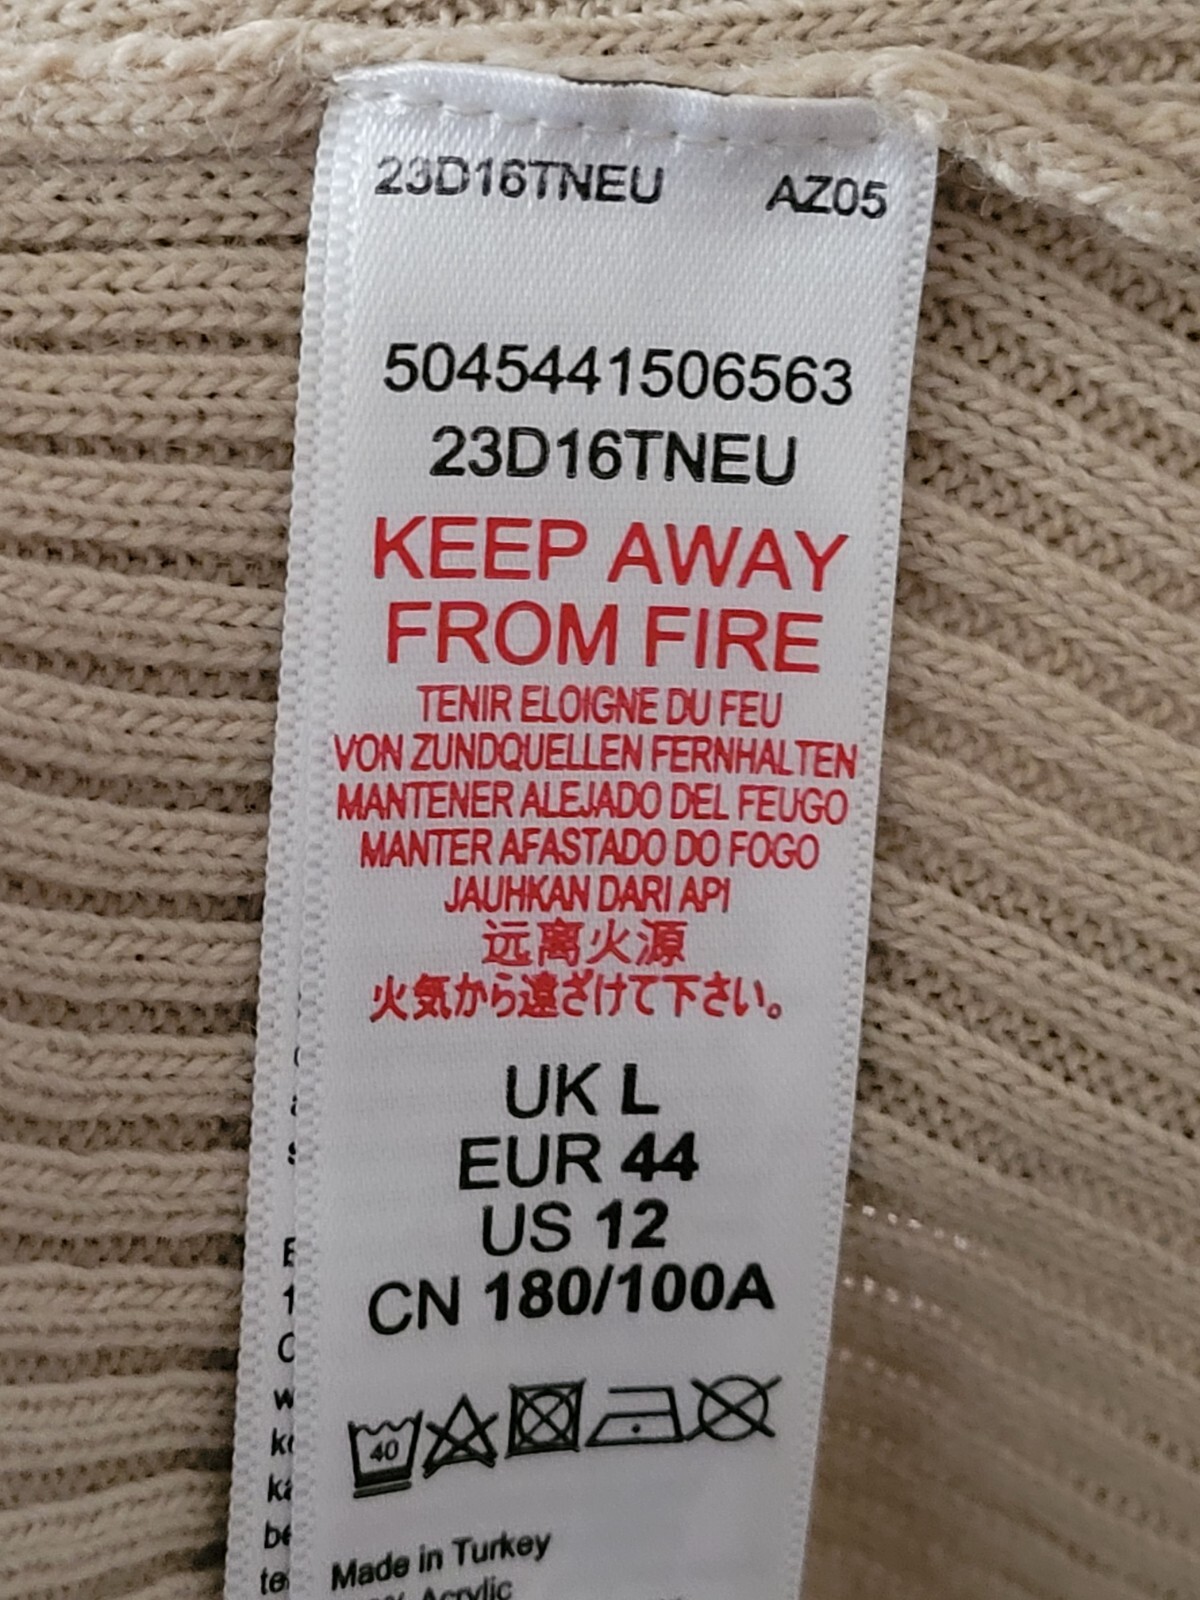 23D16TNEU AZ05
5045441506563
23D16TNEU
KEEP AWAY
FROM FIRE
TENIR ELOIGNE DU FEU
VON ZUNDQUELLEN FERNHALTEN
MANTENER ALEJADO DEL FEUGO
MANTER AFASTADO DO FOGO
JAUHKAN DARI API
远离火源
火気から遠ざけて下さい。
UK L
EUR 44
US 12
CN 180/100A
40
Made in Turkey
Acrylic